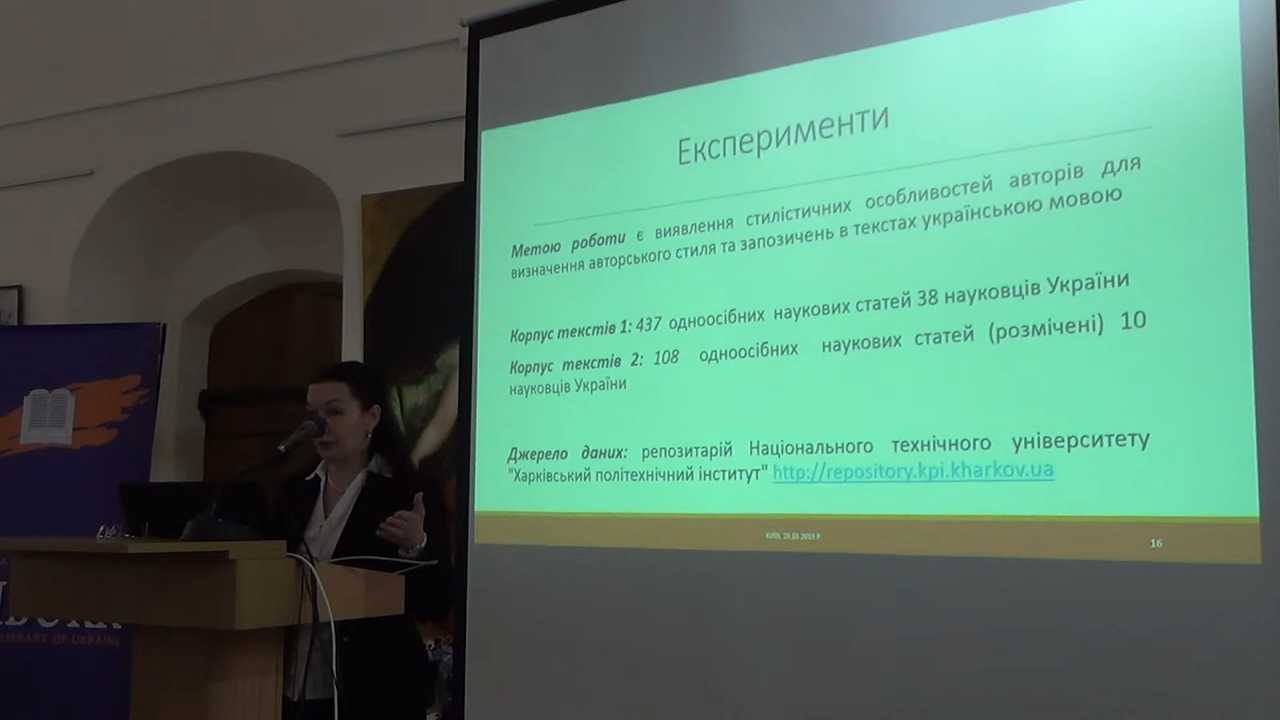 Експерименти
Метою роботи є виявлення стилістичних особливостей авторів для
визначення авторського стиля та запозичень в текстах українською мовою
Корпус текстів 1: 437 одноосібних наукових статей 38 науковців України
Корпус текстів 2: 108 одноосібних наукових статей (розмічені) 10
науковців України
Джерело даних: репозитарій Національного технічного університету
"Харківський політехнічний інститут" http://repository.kpi.kharkov.ua
16
OF UKRAINE